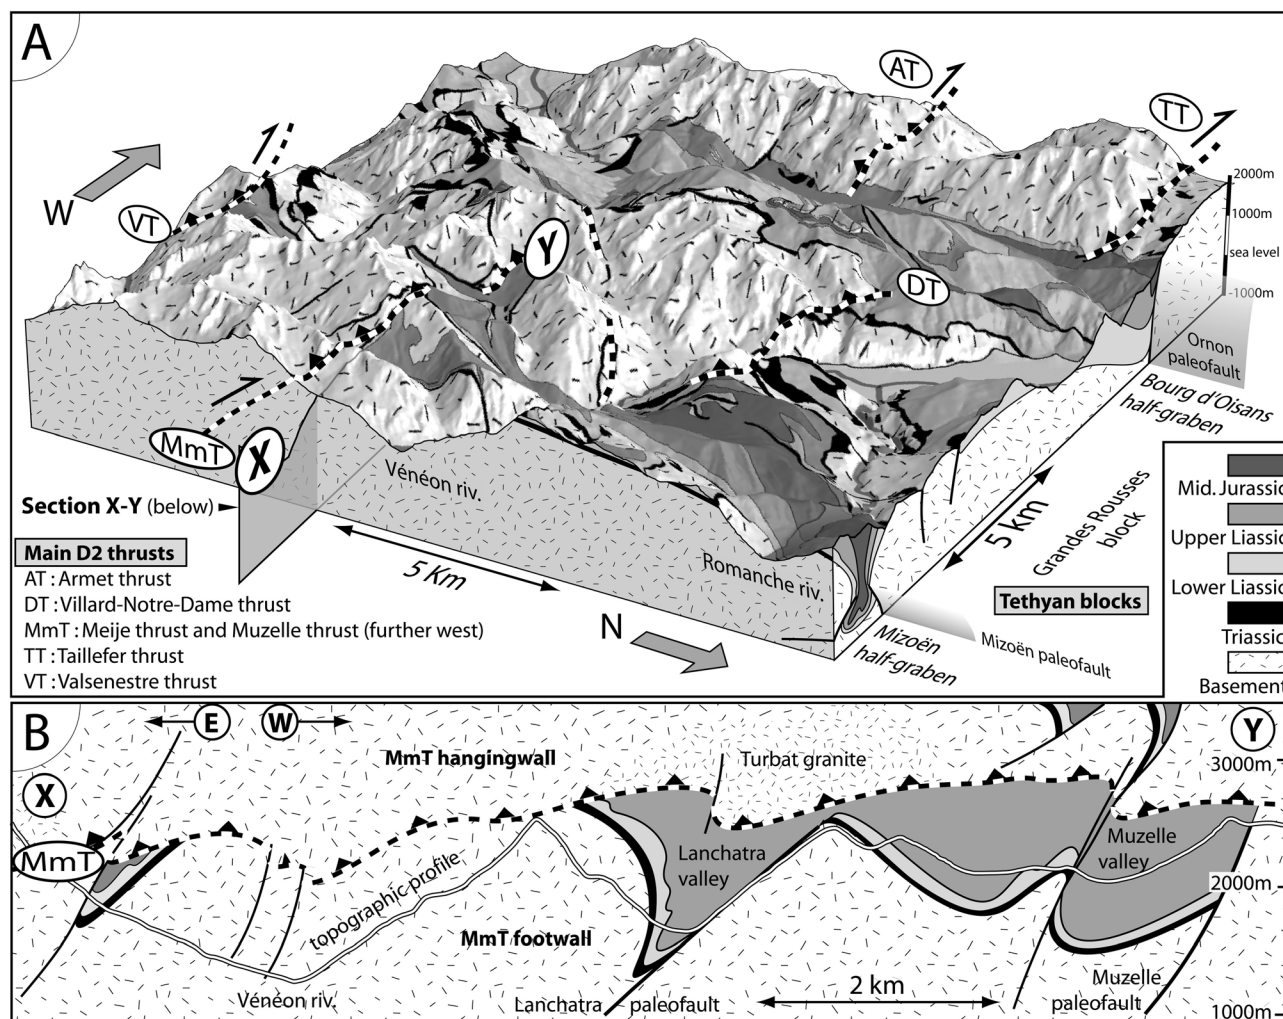 A
AT
TT
W
VT
Y
DT
2000m
1000m
sea level
-1000m
Ornon
paleofault
Bourg d'Oisans
half-graben
MmT
X
Vénéon riv.
Section X-Y (below)
5 Km
5 km
Grandes Rousses
block
Romanche riv.
Tethyan blocks
N
Mizoën
half-graben
Mizoën paleofault
Main D2 thrusts
AT : Armet thrust
DT : Villard-Notre-Dame thrust
MmT : Meije thrust and Muzelle thrust (further west)
TT : Taillefer thrust
VT : Valsenestre thrust
Mid. Jurassic
Upper Liassic
Lower Liassic
Triassic
Basement
B
E
W
MmT hangingwall
Turbat granite
Y
3000m
X
MmT
topographic profile
Lanchatra
valley
Muzelle
valley
2000m
MmT footwall
Vénéon riv.
Lanchatra paleofault
2 km
Muzelle
paleofault
1000m